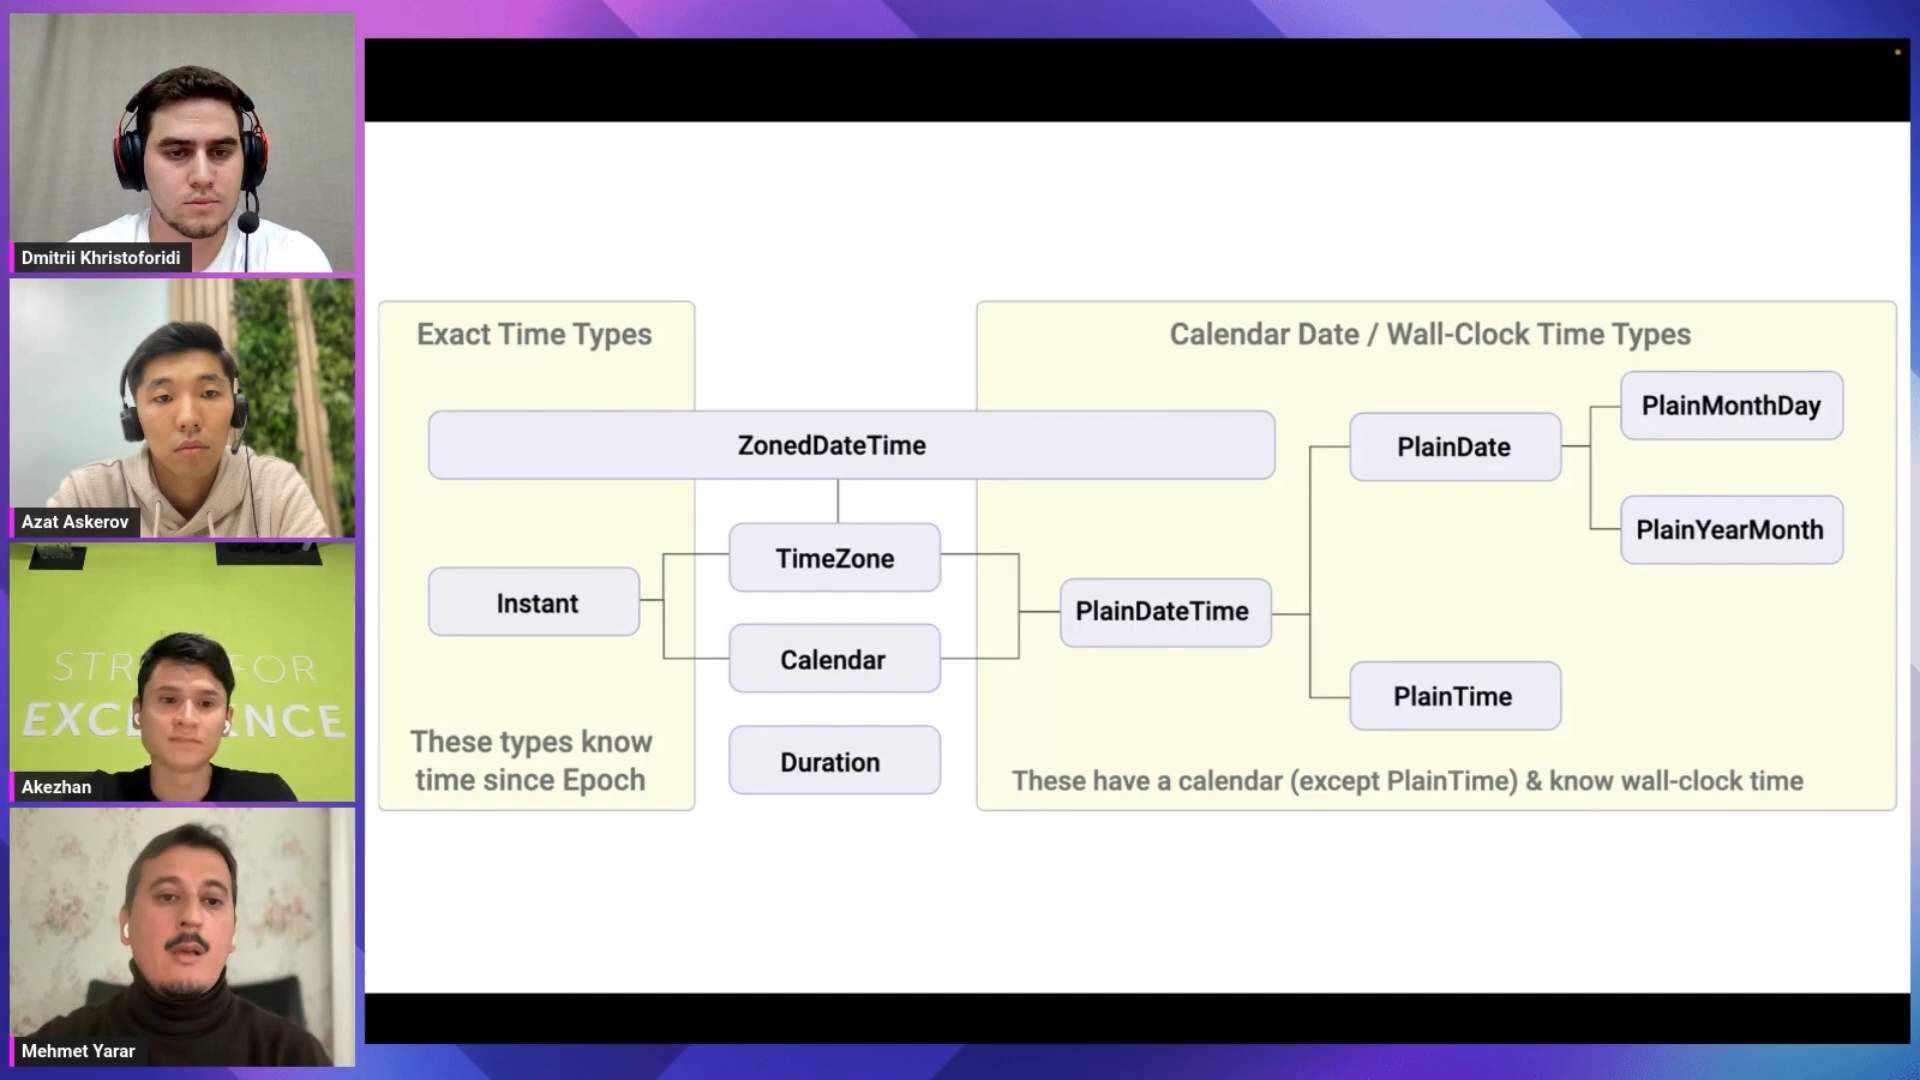 Dmitrii Khristoforidi
Azat Askerov
Akezhan
Mehmet Yarar
Exact Time Types
Calendar Date / Wall-Clock Time Types
ZonedDateTime
PlainDate
PlainMonthDay
PlainYearMonth
TimeZone
Instant
PlainDateTime
Calendar
PlainTime
Duration
These types know
time since Epoch
These have a calendar (except PlainTime) & know wall-clock time